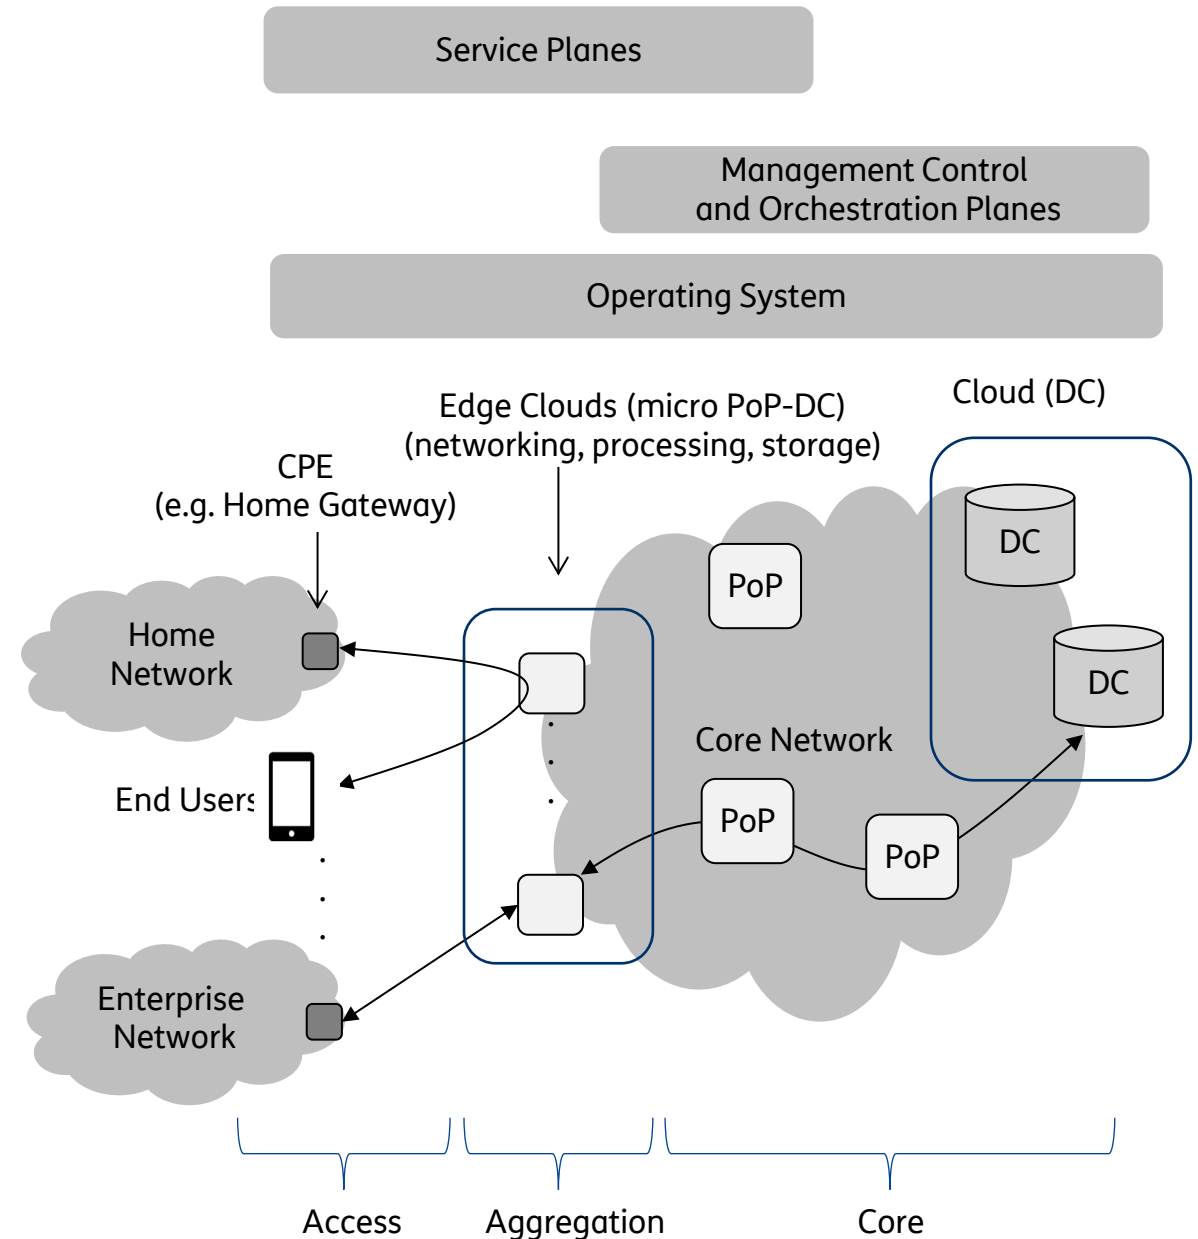 Service Planes
Management Control
and Orchestration Planes
Operating System
Cloud (DC)
Edge Clouds (micro PoP-DC)
(networking, processing, storage)
CPE
(e.g. Home Gateway)
DC
PoP
Home
Network
DC
Core Network
End Users
PoP
PoP
Enterprise
Network
Access
Aggregation
Core